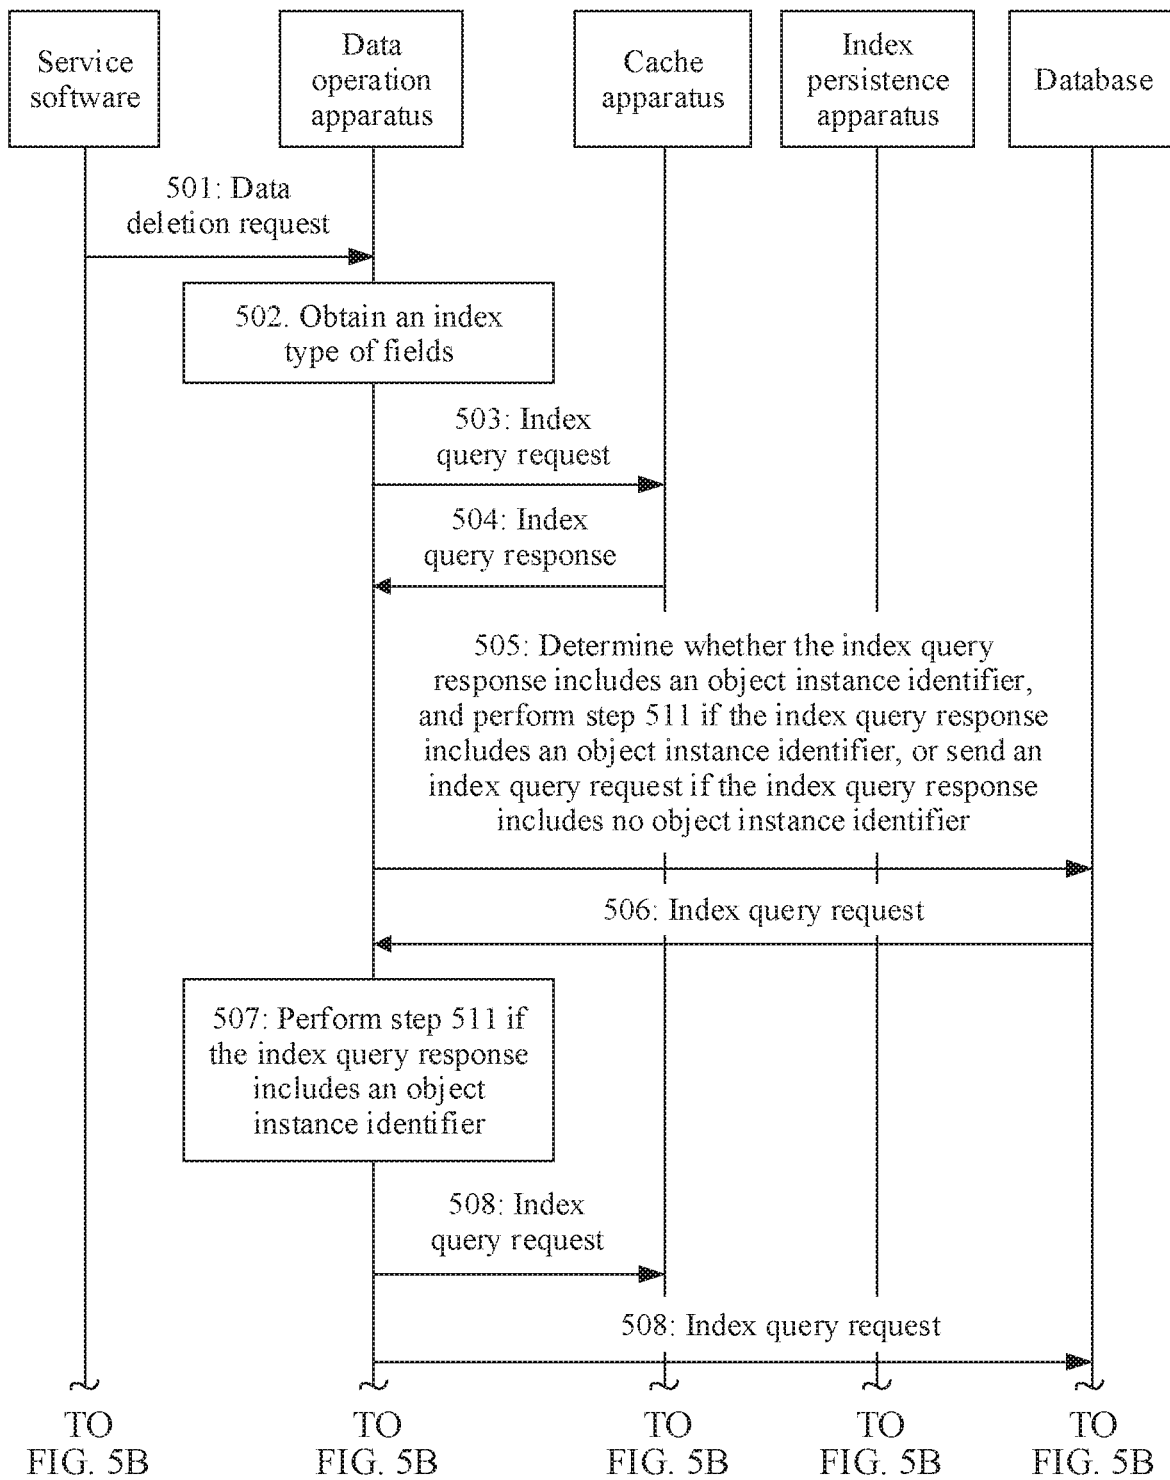 Service
software
Data
operation
apparatus
Cache
apparatus
Index
persistence
apparatus
Database
501: Data
deletion request
502. Obtain an index
type of fields
503: Index
query request
504: Index
query response
505: Determine whether the index query
response includes an object instance identifier,
and perform step 511 if the index query response
includes an object instance identifier, or send an
index query request if the index query response
includes no object instance identifier
506: Index query request
507: Perform step 511 if
the index query response
includes an object
instance identifier
508: Index
query request
508: Index query request
TO
FIG. 5B
TO
FIG. 5B
TO
FIG. 5B
TO
FIG. 5B
TO
FIG. 5B